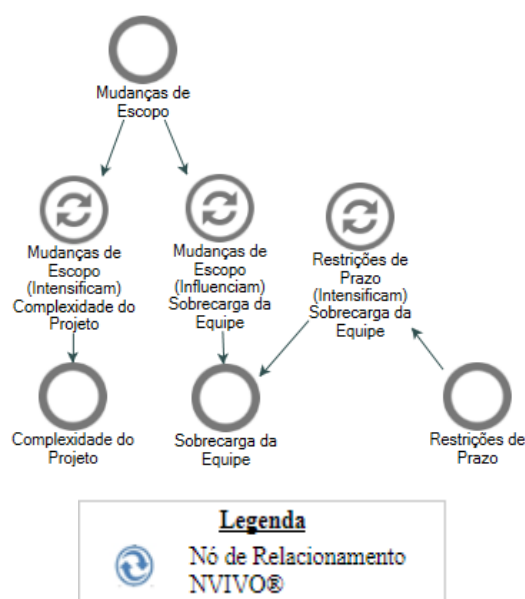 Mudanças de
Escopo
Mudanças de
Escopo
(Intensificam)
Complexidade do
Projeto
Mudanças de
Escopo
(Influenciam)
Sobrecarga da
Equipe
Restrições de
Prazo
(Intensificam)
Sobrecarga da
Equipe
Complexidade do
Projeto
Sobrecarga da
Equipe
Restrições de
Prazo
Legenda
Nó de Relacionamento
NVIVO®